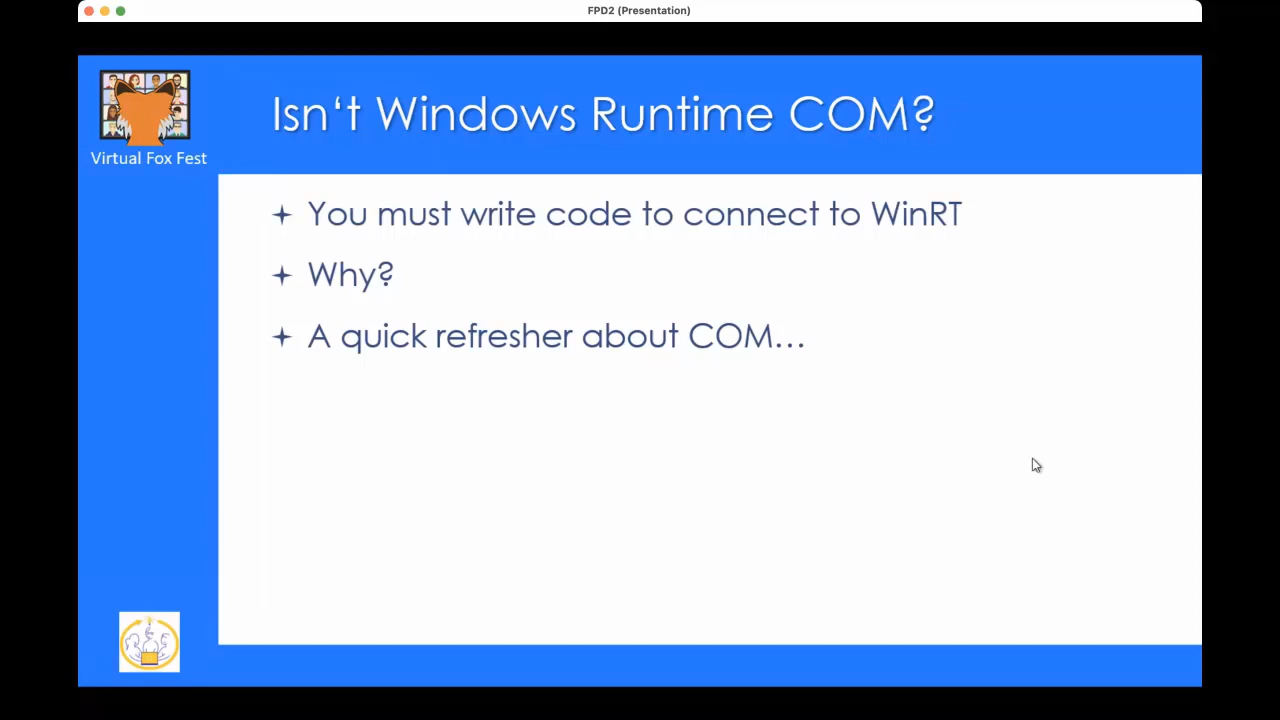 FPD2 (Presentation)
Isn‘t Windows Runtime COM?
Virtual Fox Fest
You must write code to connect to WinRT
Why?
A quick refresher about COM…